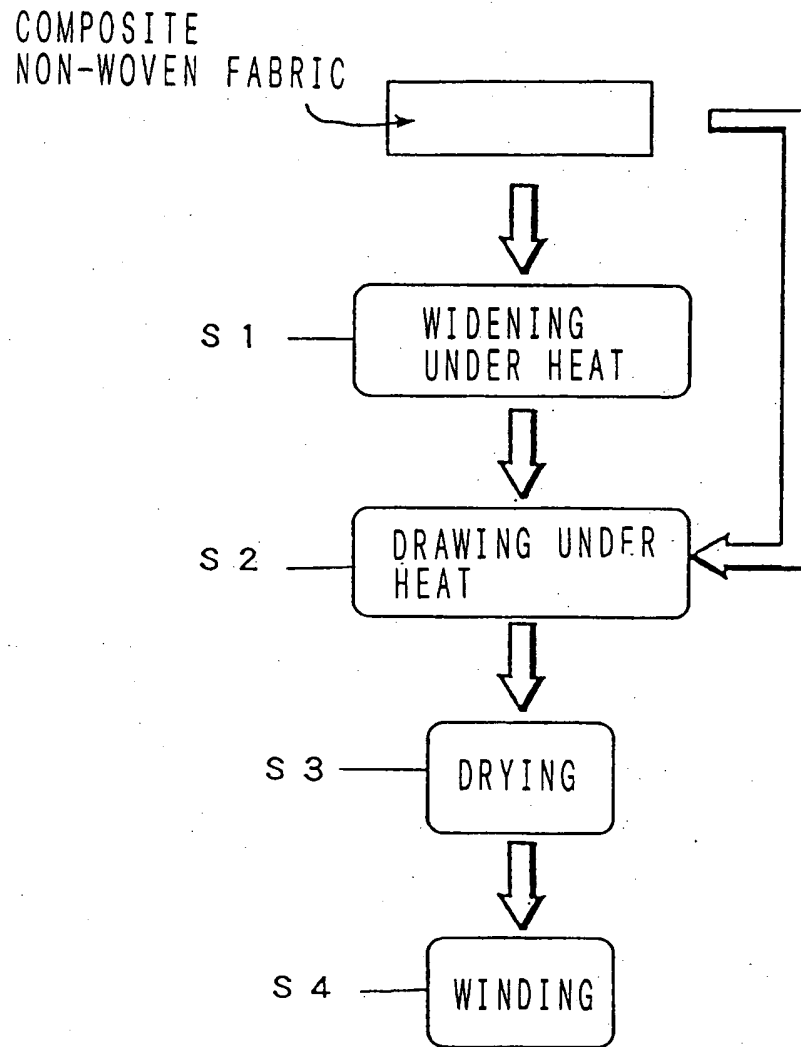 COMPOSITE
NON-WOVEN FABRIC
S 1
WIDENING
UNDER HEAT
S 2
DRAWING UNDER
HEAT
S 3
DRYING
S 4
WINDING